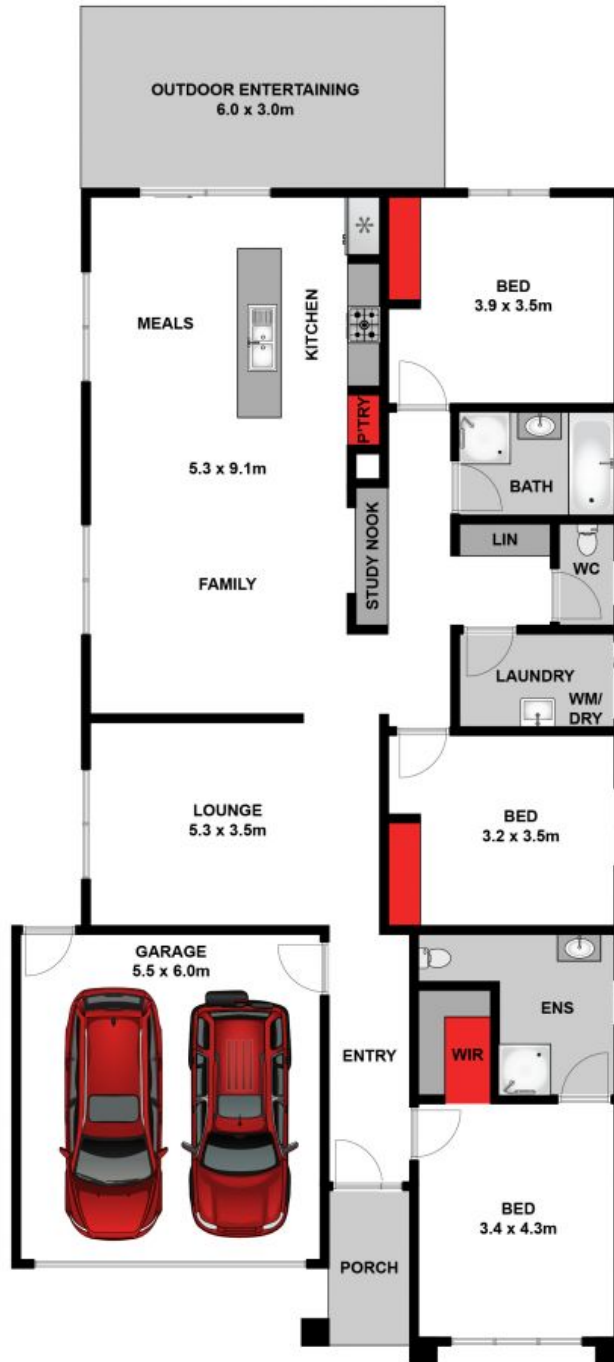 OUTDOOR ENTERTAINING
6.0 x 3.0m
BED
3.9 x 3.5m
MEALS
KITCHEN
P'TRY
5.3 x 9.1m
BATH
STUDY NOOK
LIN
WC
FAMILY
LAUNDRY
WM/
DRY
LOUNGE
5.3 x 3.5m
BED
3.2 x 3.5m
GARAGE
5.5 x 6.0m
ENS
ENTRY
WIR
BED
3.4 x 4.3m
PORCH